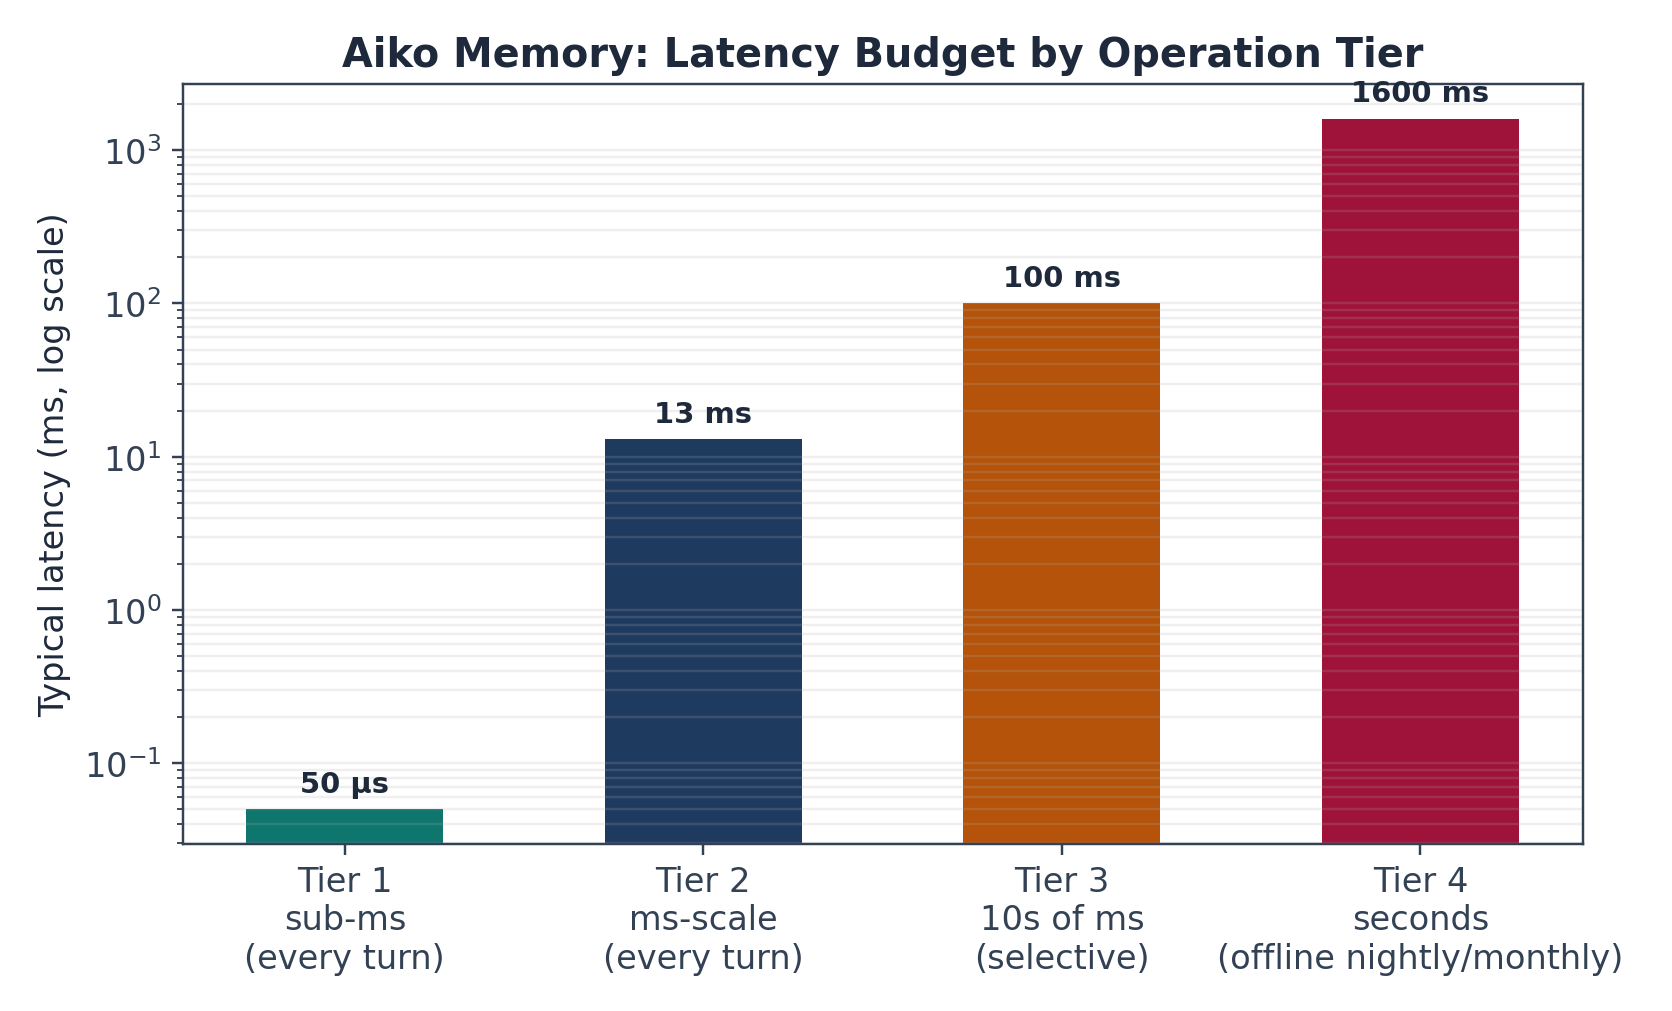 Aiko Memory: Latency Budget by Operation Tier
Typical latency (ms, log scale)
10³
10²
10¹
10⁰
10⁻¹
50 µs
13 ms
100 ms
1600 ms
Tier 1
sub-ms
(every turn)
Tier 2
ms-scale
(every turn)
Tier 3
10s of ms
(selective)
Tier 4
seconds
(offline nightly/monthly)